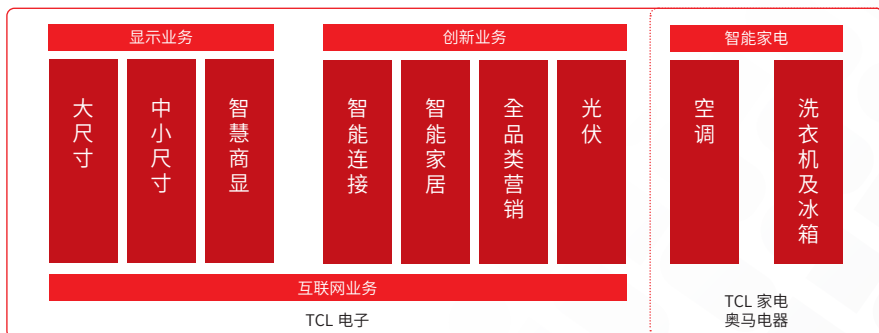 显示业务
创新业务
智能家电
大尺寸
中小尺寸
智慧商显
智能连接
智能家居
全品类营销
光伏
空调
洗衣机及冰箱
互联网业务
TCL 电子
TCL 家电
奥马电器